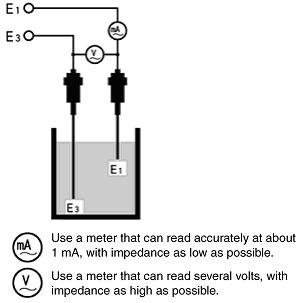 E1
mA
E3
V
E1
E3
mA
Use a meter that can read accurately at about
1 mA, with impedance as low as possible.
V
Use a meter that can read several volts, with
impedance as high as possible.